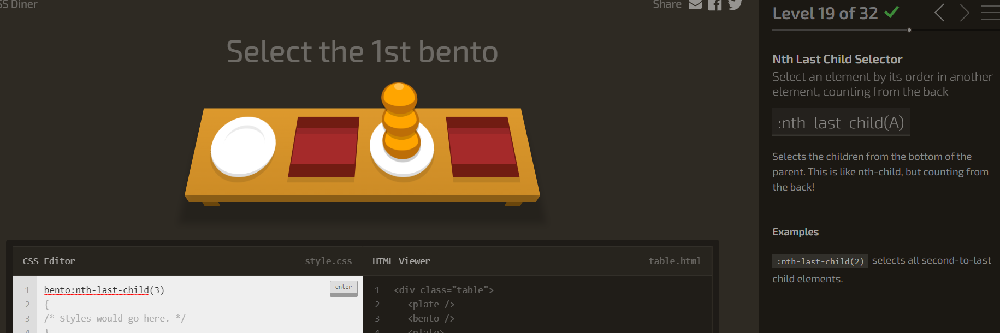 SS Diner
Share
Level 19 of 32
Select the 1st bento
Nth Last Child Selector
Select an element by its order in another
element, counting from the back
:nth-last-child(A)
Selects the children from the bottom of the
parent. This is like nth-child, but counting from
the back!
Examples
:nth-last-child(2) selects all second-to-last
child elements.
CSS Editor
style.css
1 bento:nth-last-child(3)
enter
2 {
3 /* Styles would go here. */
4 }
HTML Viewer
table.html
1 <div class="table">
2 <plate />
3 <bento />
4 <plate>